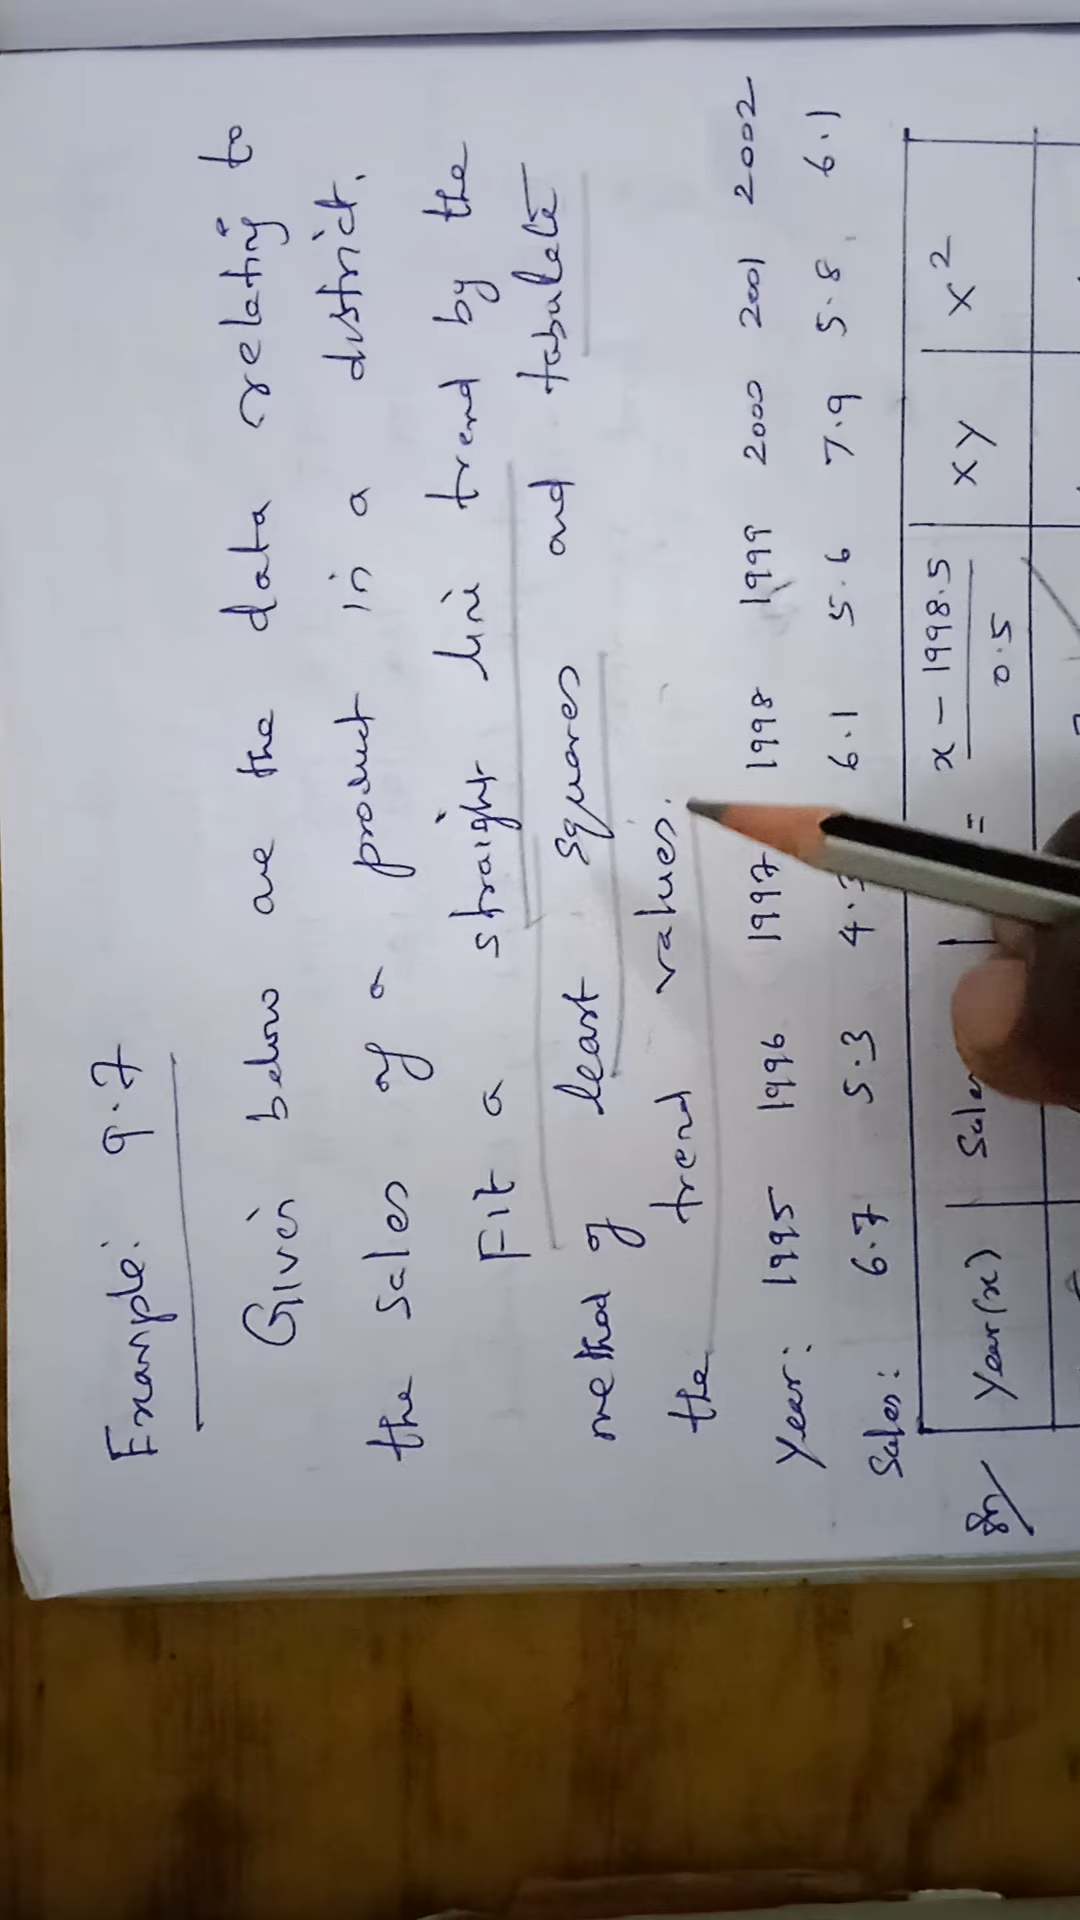 Example: 9.7
Given below are the data relating to
the sales of a product in a district.
Fit a straight line trend by the
method of least squares and tabulate
the trend values.
Year: 1995 1996 1997 1998 1999 2000 2001 2002
Sales: 6.7 5.3 4.3 6.1 5.6 7.9 5.8 6.1
Year(x) = x - 1998.5 / 0.5 XY X2